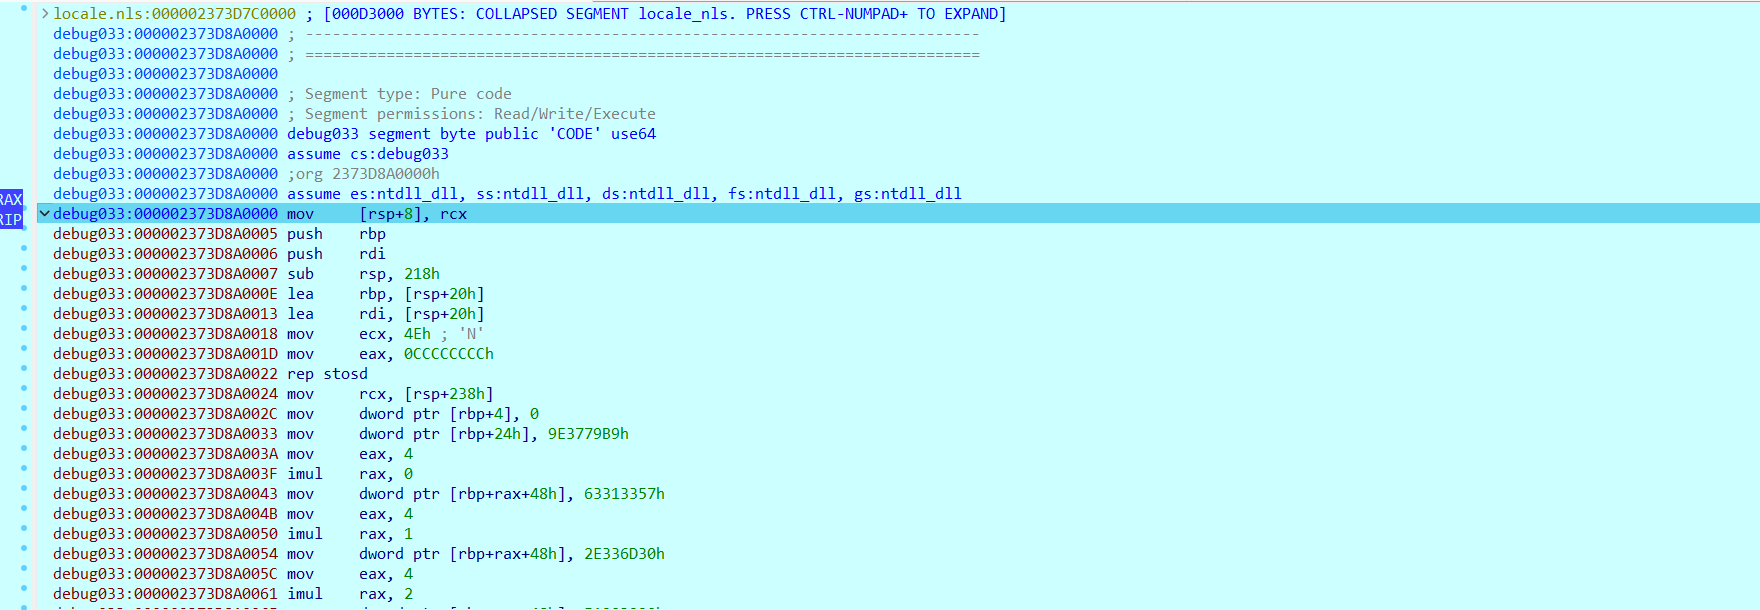 locale.nls:000002373D7C0000 ; [000D3000 BYTES: COLLAPSED SEGMENT locale_nls. PRESS CTRL-NUMPAD+ TO EXPAND]
debug033:000002373D8A0000 ; ---------------------------------------------------------------------------
debug033:000002373D8A0000 ; ===========================================================================
debug033:000002373D8A0000
debug033:000002373D8A0000 ; Segment type: Pure code
debug033:000002373D8A0000 ; Segment permissions: Read/Write/Execute
debug033:000002373D8A0000 debug033 segment byte public 'CODE' use64
debug033:000002373D8A0000 assume cs:debug033
debug033:000002373D8A0000 ;org 2373D8A0000h
debug033:000002373D8A0000 assume es:ntdll_dll, ss:ntdll_dll, ds:ntdll_dll, fs:ntdll_dll, gs:ntdll_dll
RAX
RIP
debug033:000002373D8A0000 mov [rsp+8], rcx
debug033:000002373D8A0005 push rbp
debug033:000002373D8A0006 push rdi
debug033:000002373D8A0007 sub rsp, 218h
debug033:000002373D8A000E lea rbp, [rsp+20h]
debug033:000002373D8A0013 lea rdi, [rsp+20h]
debug033:000002373D8A0018 mov ecx, 4Eh ; 'N'
debug033:000002373D8A001D mov eax, 0CCCCCCCCh
debug033:000002373D8A0022 rep stosd
debug033:000002373D8A0024 mov rcx, [rsp+238h]
debug033:000002373D8A002C mov dword ptr [rbp+4], 0
debug033:000002373D8A0033 mov dword ptr [rbp+24h], 9E3779B9h
debug033:000002373D8A003A mov eax, 4
debug033:000002373D8A003F imul rax, 0
debug033:000002373D8A0043 mov dword ptr [rbp+rax+48h], 63313357h
debug033:000002373D8A004B mov eax, 4
debug033:000002373D8A0050 imul rax, 1
debug033:000002373D8A0054 mov dword ptr [rbp+rax+48h], 2E336D30h
debug033:000002373D8A005C mov eax, 4
debug033:000002373D8A0061 imul rax, 2